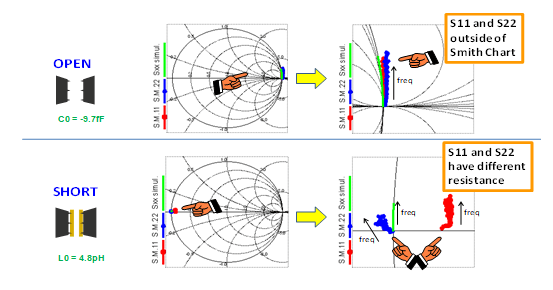 S11 and S22
outside of
Smith Chart
OPEN
C0 = -9.7fF
S.M.11 S.M.22 Sxx simul.
S.M.11 S.M.22 Sxx simul.
freq
S11 and S22
have different
resistance
SHORT
L0 = 4.8pH
S.M.11 S.M.22 Sxx simul.
S.M.11 S.M.22 Sxx simul.
freq
freq
freq